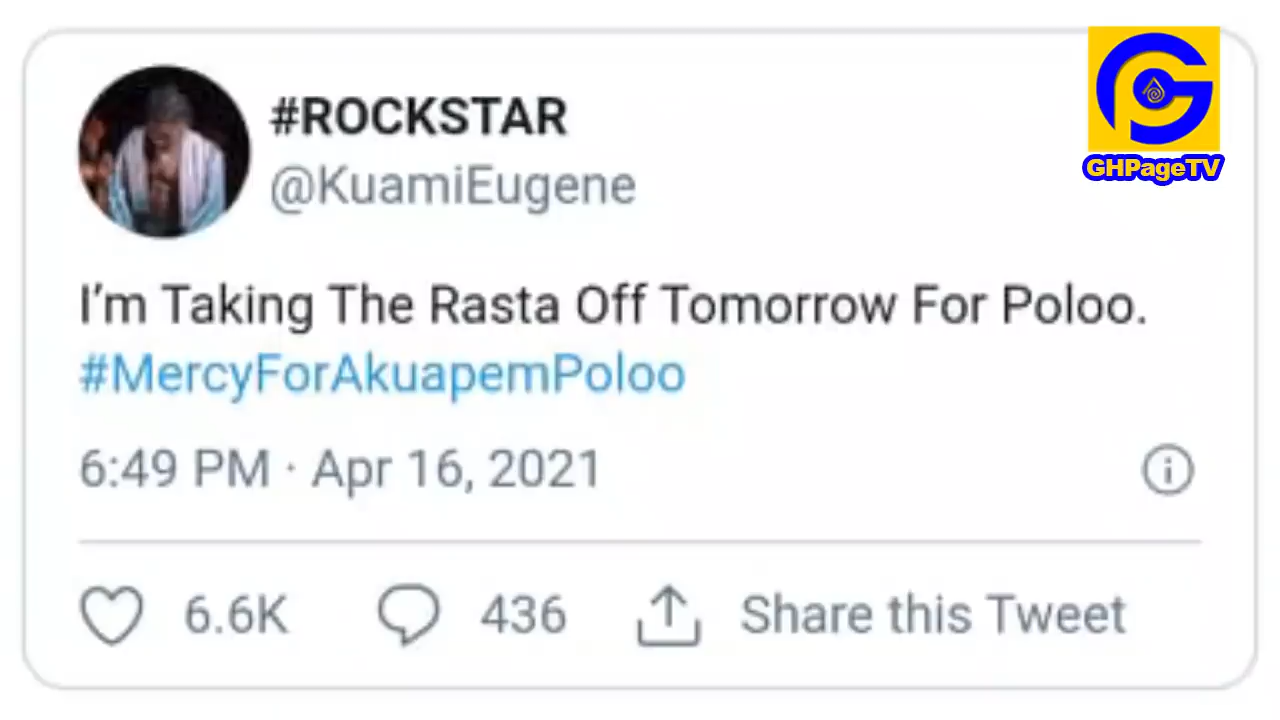 #ROCKSTAR
@KuamiEugene
GHPageTV
I'm Taking The Rasta Off Tomorrow For Poloo.
#MercyForAkuapemPoloo
6:49 PM · Apr 16, 2021
6.6K 436 Share this Tweet